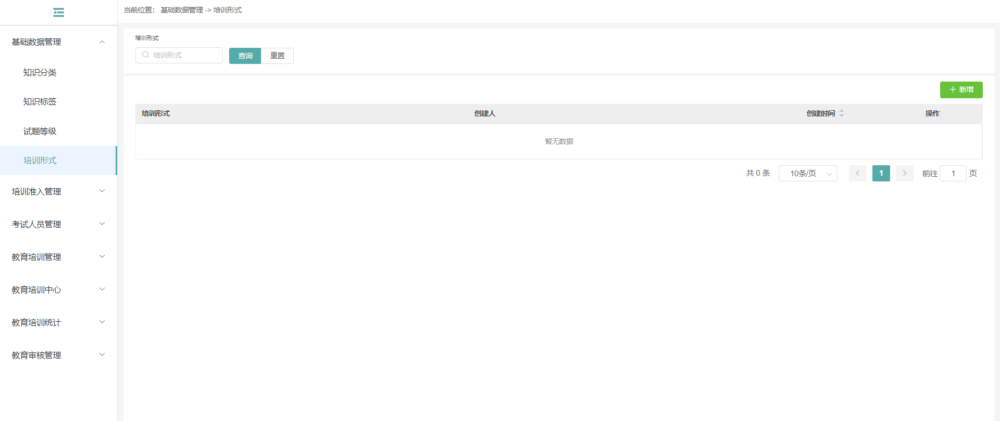 当前位置： 基础数据管理 -> 培训形式
基础数据管理
知识分类
知识标签
试题等级
培训形式
培训准入管理
考试人员管理
教育培训管理
教育培训中心
教育培训统计
教育审核管理
培训形式
培训形式 查询 重置
新增
培训形式 创建人 创建时间 操作
暂无数据
共 0 条 10条/页 1 前往 1 页